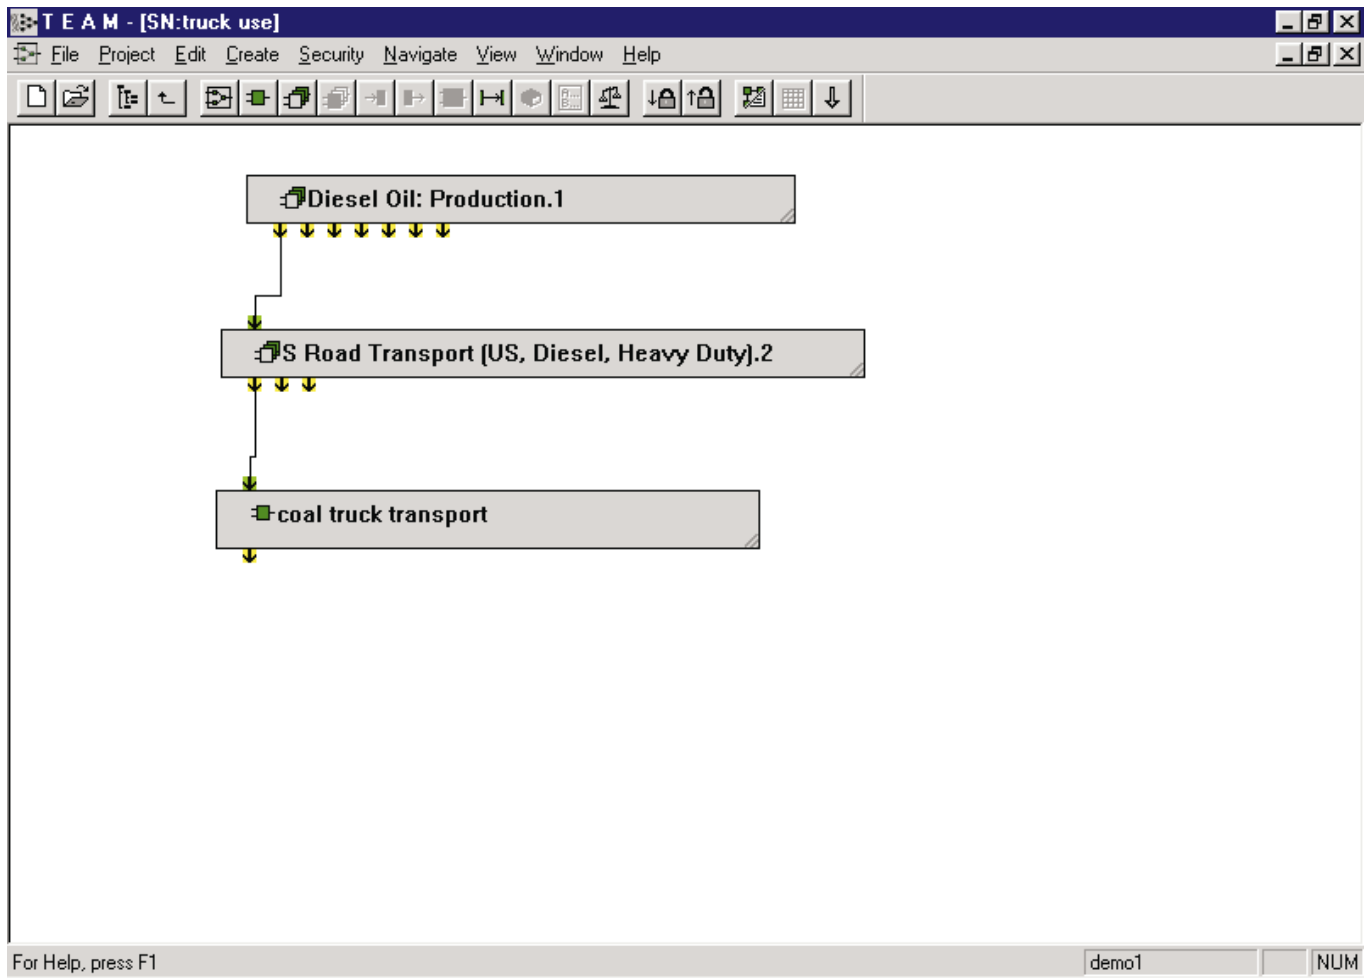 T E A M - [SN:truck use]
File Project Edit Create Security Navigate View Window Help
Diesel Oil: Production.1
S Road Transport (US, Diesel, Heavy Duty).2
coal truck transport
For Help, press F1 demo1 NUM